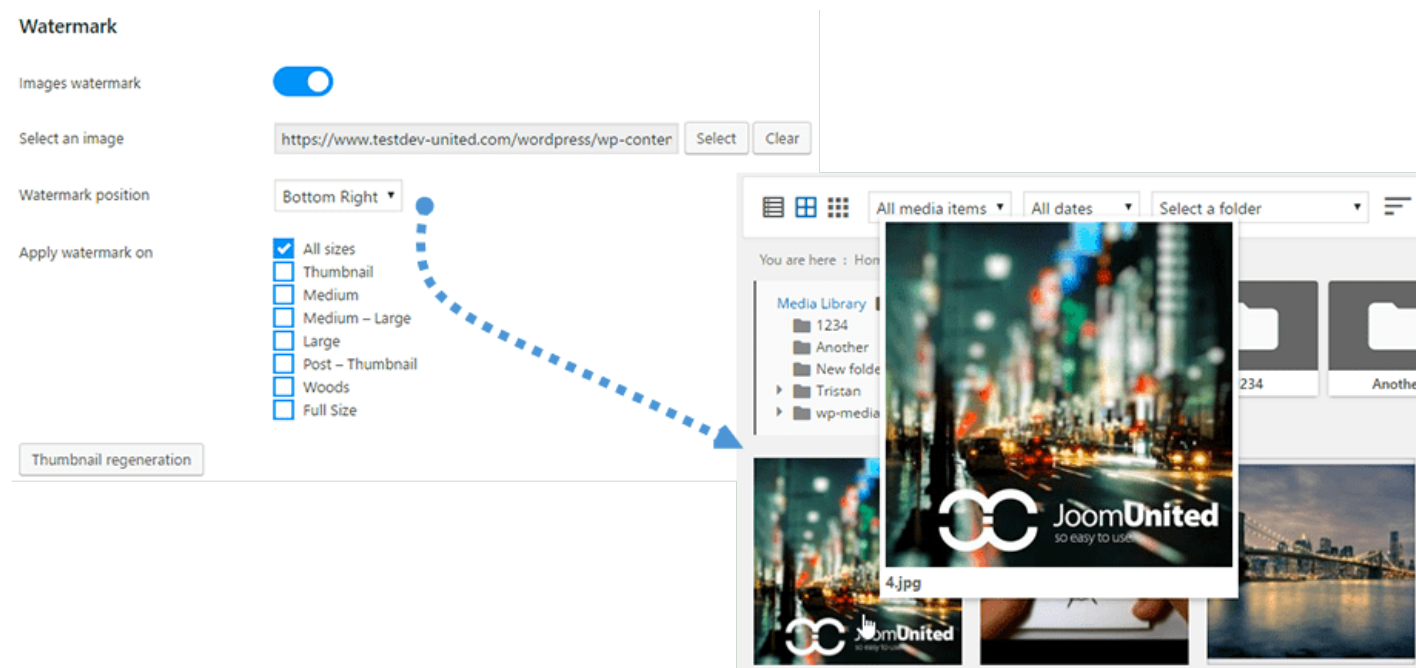 Watermark
Images watermark
Select an image
https://www.testdev-united.com/wordpress/wp-conter
Select
Clear
Watermark position
Bottom Right
Apply watermark on
All sizes
Thumbnail
Medium
Medium – Large
Large
Post – Thumbnail
Woods
Full Size
Thumbnail regeneration
All media items
All dates
Select a folder
You are here : Hom
Media Library
1234
Another
New folde
Tristan
wp-media
234
Anothe
JoomUnited
so easy to use
4.jpg
JoomUnited
so easy to use